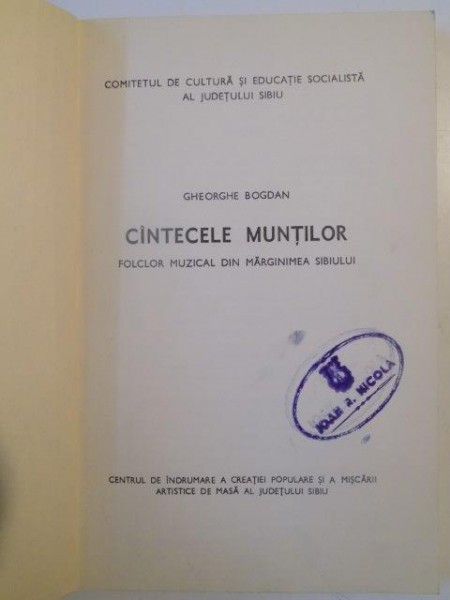 COMITETUL DE CULTURĂ ȘI EDUCAȚIE SOCIALISTĂ
AL JUDEȚULUI SIBIU
GHEORGHE BOGDAN
CÎNTECELE MUNȚILOR
FOLCLOR MUZICAL DIN MĂRGINIMEA SIBIULUI
IOAN R. NICOLA
CENTRUL DE ÎNDRUMARE A CREAȚIEI POPULARE ȘI A MIȘCĂRII
ARTISTICE DE MASĂ AL JUDEȚULUI SIBIU